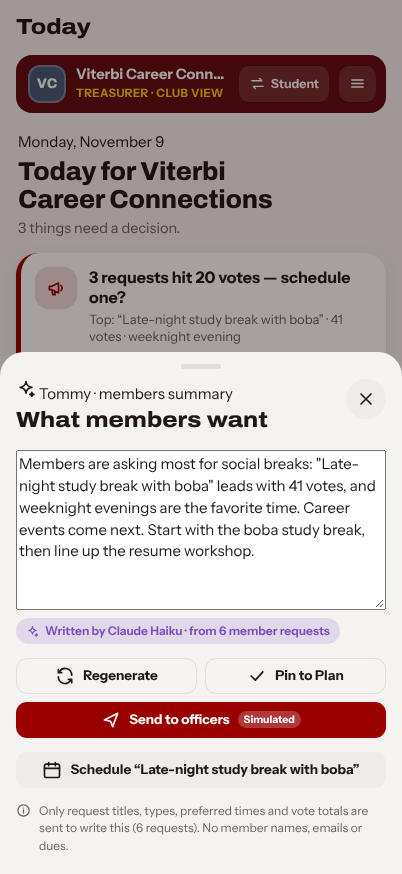 Today
VC
Viterbi Career Conn...
TREASURER · CLUB VIEW
Student
Monday, November 9
Today for Viterbi
Career Connections
3 things need a decision.
3 requests hit 20 votes — schedule
one?
Top: “Late-night study break with boba” · 41
votes · weeknight evening
Tommy · members summary
What members want
Members are asking most for social breaks: "Late-
night study break with boba" leads with 41 votes, and
weeknight evenings are the favorite time. Career
events come next. Start with the boba study break,
then line up the resume workshop.
Written by Claude Haiku · from 6 member requests
Regenerate
Pin to Plan
Send to officers Simulated
Schedule “Late-night study break with boba”
Only request titles, types, preferred times and vote totals are
sent to write this (6 requests). No member names, emails or
dues.